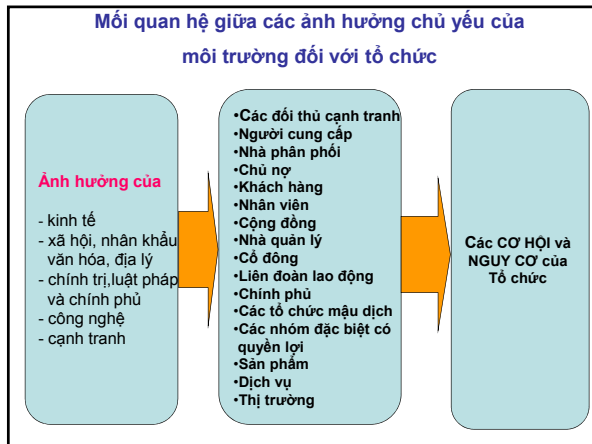 Mối quan hệ giữa các ảnh hưởng chủ yếu của
môi trường đối với tổ chức
Ảnh hưởng của
- kinh tế
- xã hội, nhân khẩu
văn hóa, địa lý
- chính trị,luật pháp
và chính phủ
- công nghệ
- cạnh tranh
•Các đối thủ cạnh tranh
•Người cung cấp
•Nhà phân phối
•Chủ nợ
•Khách hàng
•Nhân viên
•Cộng đồng
•Nhà quản lý
•Cổ đông
•Liên đoàn lao động
•Chính phủ
•Các tổ chức mậu dịch
•Các nhóm đặc biệt có
quyền lợi
•Sản phẩm
•Dịch vụ
•Thị trường
Các CƠ HỘI và
NGUY CƠ của
Tổ chức